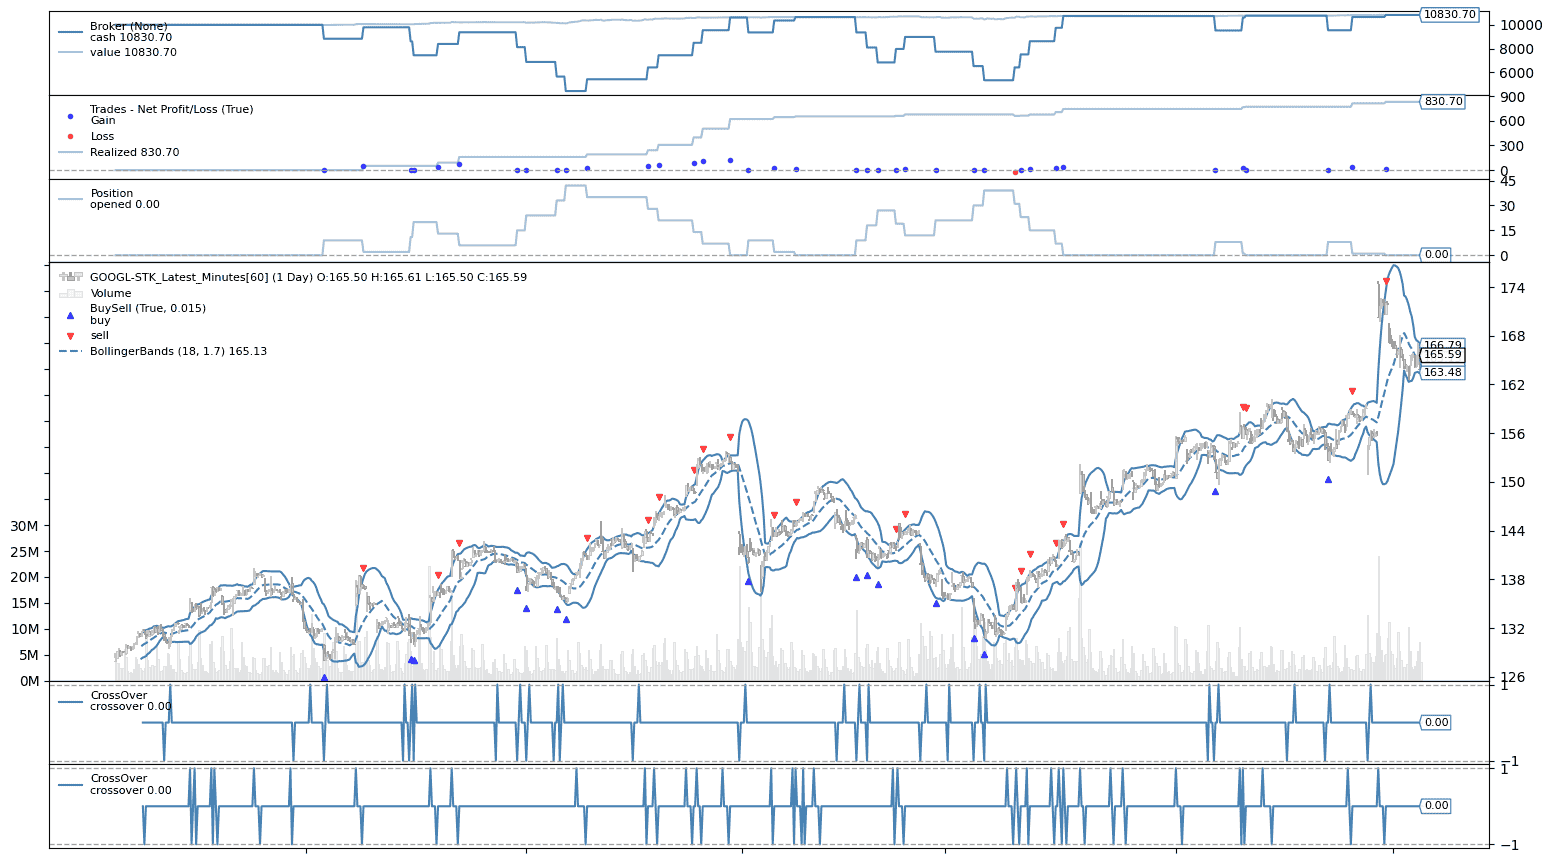 Broker (None)
cash 10830.70
value 10830.70
10830.70
10000
8000
6000
Trades - Net Profit/Loss (True)
Gain
Loss
Realized 830.70
830.70
900
600
300
0
Position
opened 0.00
0.00
45
30
15
0
GOOGL-STK_Latest_Minutes[60] (1 Day) O:165.50 H:165.61 L:165.50 C:165.59
Volume
BuySell (True, 0.015)
buy
sell
BollingerBands (18, 1.7) 165.13
30M
25M
20M
15M
10M
5M
0M
166.79
165.59
163.48
174
168
162
156
150
144
138
132
126
CrossOver
crossover 0.00
0.00
1
−1
CrossOver
crossover 0.00
0.00
1
−1